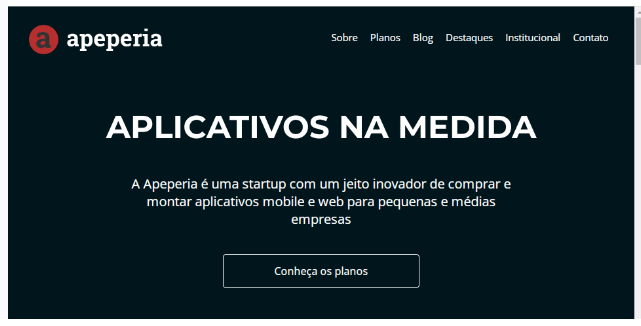 a apeperia
Sobre Planos Blog Destaques Institucional Contato
APLICATIVOS NA MEDIDA
A Apeperia é uma startup com um jeito inovador de comprar e
montar aplicativos mobile e web para pequenas e médias
empresas
Conheça os planos